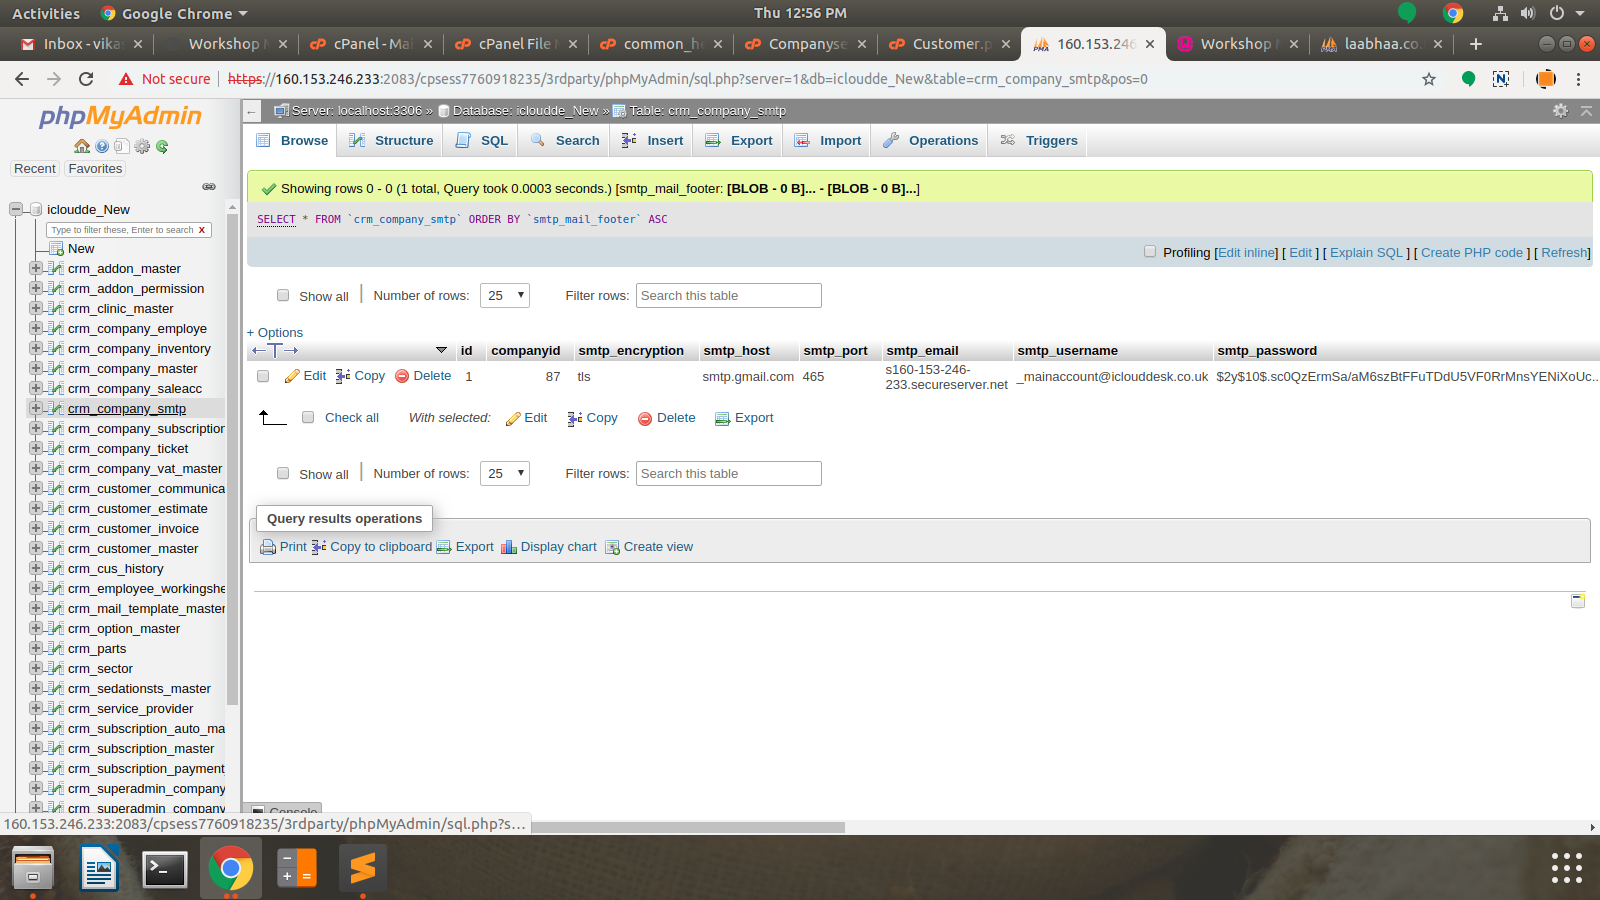 Activities
Google Chrome
Thu 12:56 PM
Inbox - vika
Workshop M
cPanel - Mai
cPanel File M
common_he
Companyse
Customer.p
160.153.246
Workshop M
laabhaa.co
Not secure
https://160.153.246.233:2083/cpsess7760918235/3rdparty/phpMyAdmin/sql.php?server=1&db=icloudde_New&table=crm_company_smtp&pos=0
phpMyAdmin
Recent
Favorites
icloudde_New
Type to filter these, Enter to search X
New
crm_addon_master
crm_addon_permission
crm_clinic_master
crm_company_employe
crm_company_inventory
crm_company_master
crm_company_saleacc
crm_company_smtp
crm_company_subscription
crm_company_ticket
crm_company_vat_master
crm_customer_communica
crm_customer_estimate
crm_customer_invoice
crm_customer_master
crm_cus_history
crm_employee_workingshe
crm_mail_template_master
crm_option_master
crm_parts
crm_sector
crm_sedationsts_master
crm_service_provider
crm_subscription_auto_ma
crm_subscription_master
crm_subscription_payment
crm_superadmin_company
crm_superadmin_company
Server: localhost:3306 » Database: icloudde_New » Table: crm_company_smtp
Browse Structure SQL Search Insert Export Import Operations Triggers
Showing rows 0 - 0 (1 total, Query took 0.0003 seconds.) [smtp_mail_footer: [BLOB - 0 B]... - [BLOB - 0 B]...]
SELECT * FROM `crm_company_smtp` ORDER BY `smtp_mail_footer` ASC
Profiling [Edit inline] [ Edit ] [ Explain SQL ] [ Create PHP code ] [ Refresh]
Show all | Number of rows: 25 Filter rows: Search this table
+ Options
id companyid smtp_encryption smtp_host smtp_port smtp_email smtp_username smtp_password
Edit Copy Delete 1 87 tls smtp.gmail.com 465 s160-153-246-233.secureserver.net _mainaccount@iclouddesk.co.uk $2y$10$.sc0QzErmSa/aM6szBtFFuTDdU5VF0RrMnsYENiXoUc...
Check all With selected: Edit Copy Delete Export
Show all | Number of rows: 25 Filter rows: Search this table
Query results operations
Print Copy to clipboard Export Display chart Create view
Console
160.153.246.233:2083/cpsess7760918235/3rdparty/phpMyAdmin/sql.php?s...